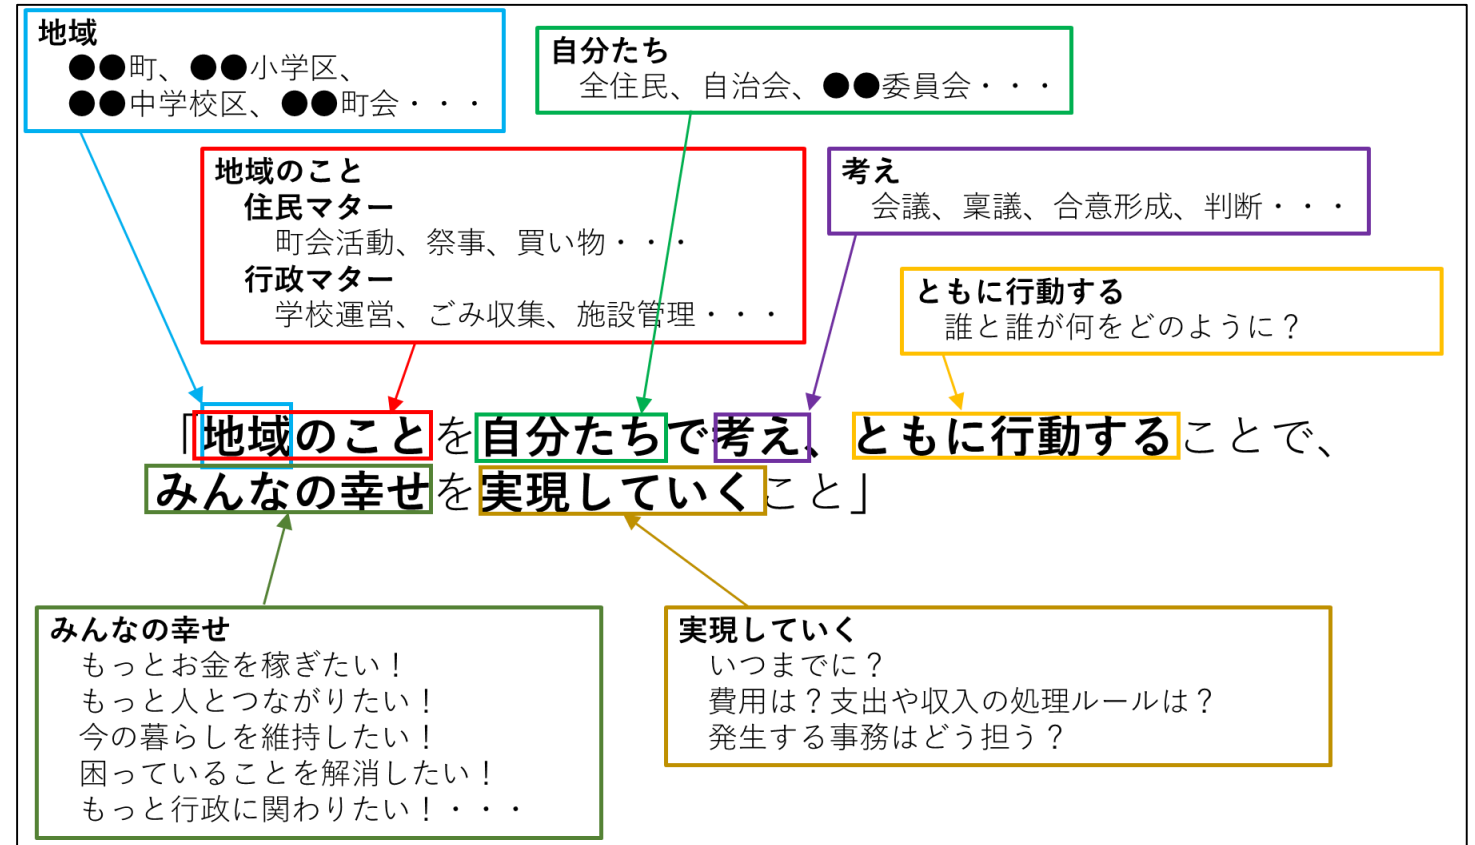 地域
●●町、●●小学区、
●●中学校区、●●町会・・・
自分たち
全住民、自治会、●●委員会・・・
地域のこと
住民マター
町会活動、祭事、買い物・・・
行政マター
学校運営、ごみ収集、施設管理・・・
考え
会議、稟議、合意形成、判断・・・
ともに行動する
誰と誰が何をどのように？
「地域のことを自分たちで考え、ともに行動することで、
みんなの幸せを実現していくこと」
みんなの幸せ
もっとお金を稼ぎたい！
もっと人とつながりたい！
今の暮らしを維持したい！
困っていることを解消したい！
もっと行政に関わりたい！・・・
実現していく
いつまでに？
費用は？支出や収入の処理ルールは？
発生する事務はどう担う？